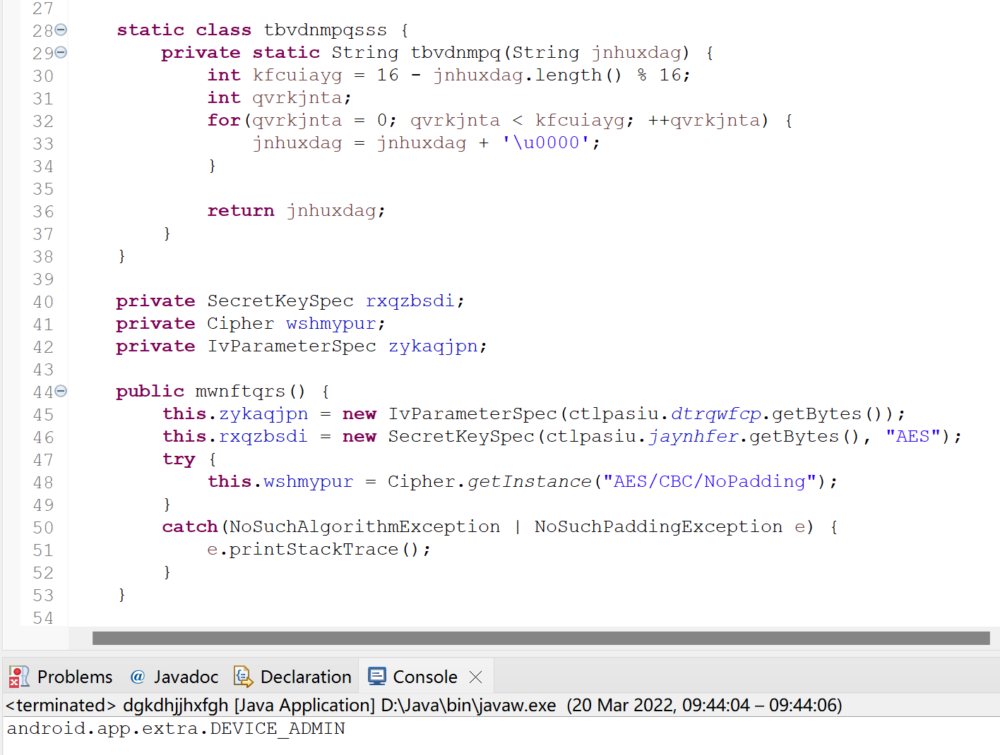 27
28 static class tbvdnmpqsss {
29 private static String tbvdnmpq(String jnhuxdag) {
30 int kfcuiayg = 16 - jnhuxdag.length() % 16;
31 int qvrkjnta;
32 for(qvrkjnta = 0; qvrkjnta < kfcuiayg; ++qvrkjnta) {
33 jnhuxdag = jnhuxdag + '\u0000';
34 }
35
36 return jnhuxdag;
37 }
38 }
39
40 private SecretKeySpec rxqzbsdi;
41 private Cipher wshmypur;
42 private IvParameterSpec zykaqjpn;
43
44 public mwnftqrs() {
45 this.zykaqjpn = new IvParameterSpec(ctlpasiu.dtrqwfcp.getBytes());
46 this.rxqzbsdi = new SecretKeySpec(ctlpasiu.jaynhfer.getBytes(), "AES");
47 try {
48 this.wshmypur = Cipher.getInstance("AES/CBC/NoPadding");
49 }
50 catch(NoSuchAlgorithmException | NoSuchPaddingException e) {
51 e.printStackTrace();
52 }
53 }
54
Problems @ Javadoc Declaration Console
<terminated> dgkdhjjhxfgh [Java Application] D:\Java\bin\javaw.exe (20 Mar 2022, 09:44:04 – 09:44:06)
android.app.extra.DEVICE_ADMIN